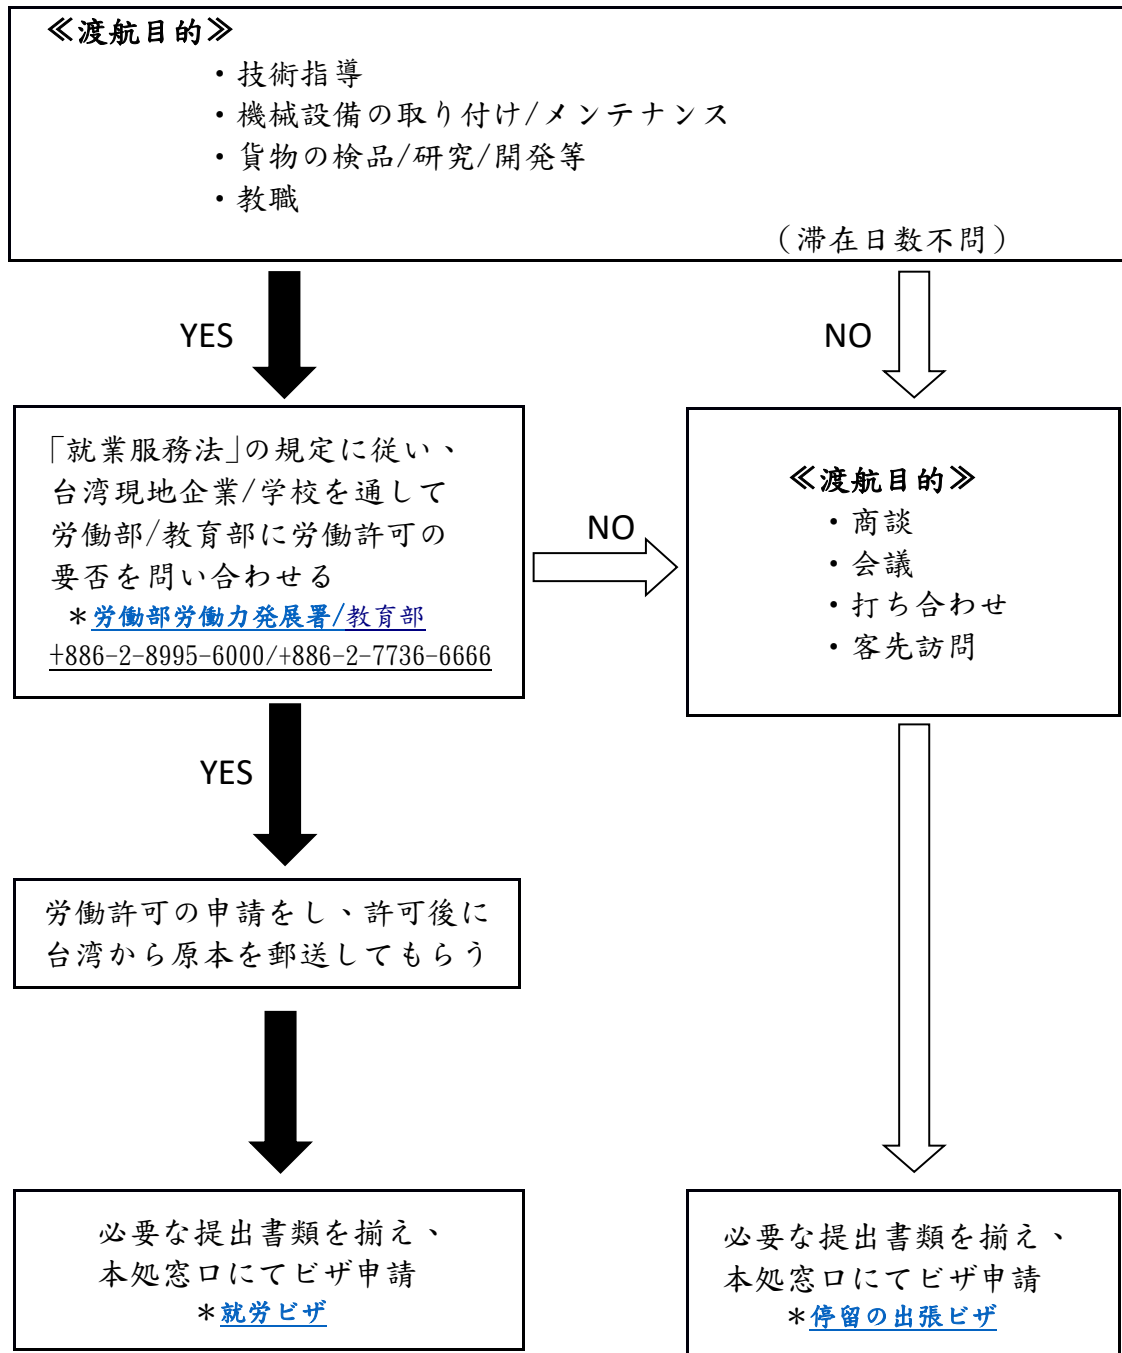 ≪渡航目的≫
・技術指導
・機械設備の取り付け/メンテナンス
・貨物の検品/研究/開発等
・教職
（滞在日数不問）
YES
NO
「就業服務法」の規定に従い、
台湾現地企業/学校を通して
労働部/教育部に労働許可の
要否を問い合わせる
＊労働部労働力発展署/教育部
+886-2-8995-6000/+886-2-7736-6666
NO
≪渡航目的≫
・商談
・会議
・打ち合わせ
・客先訪問
YES
労働許可の申請をし、許可後に
台湾から原本を郵送してもらう
必要な提出書類を揃え、
本処窓口にてビザ申請
＊就労ビザ
必要な提出書類を揃え、
本処窓口にてビザ申請
＊停留の出張ビザ